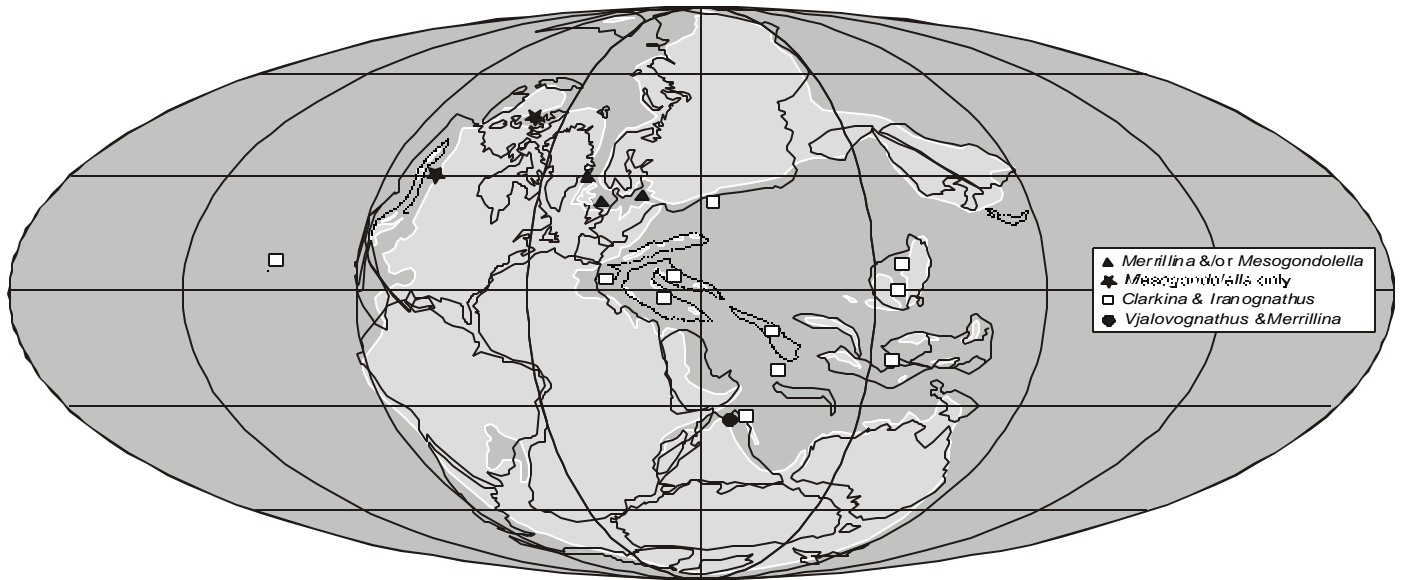 Merrillina &/or Mesogondolella
Mesogondolella only
Clarkina & Iranognathus
Vjalovognathus &Merrillina